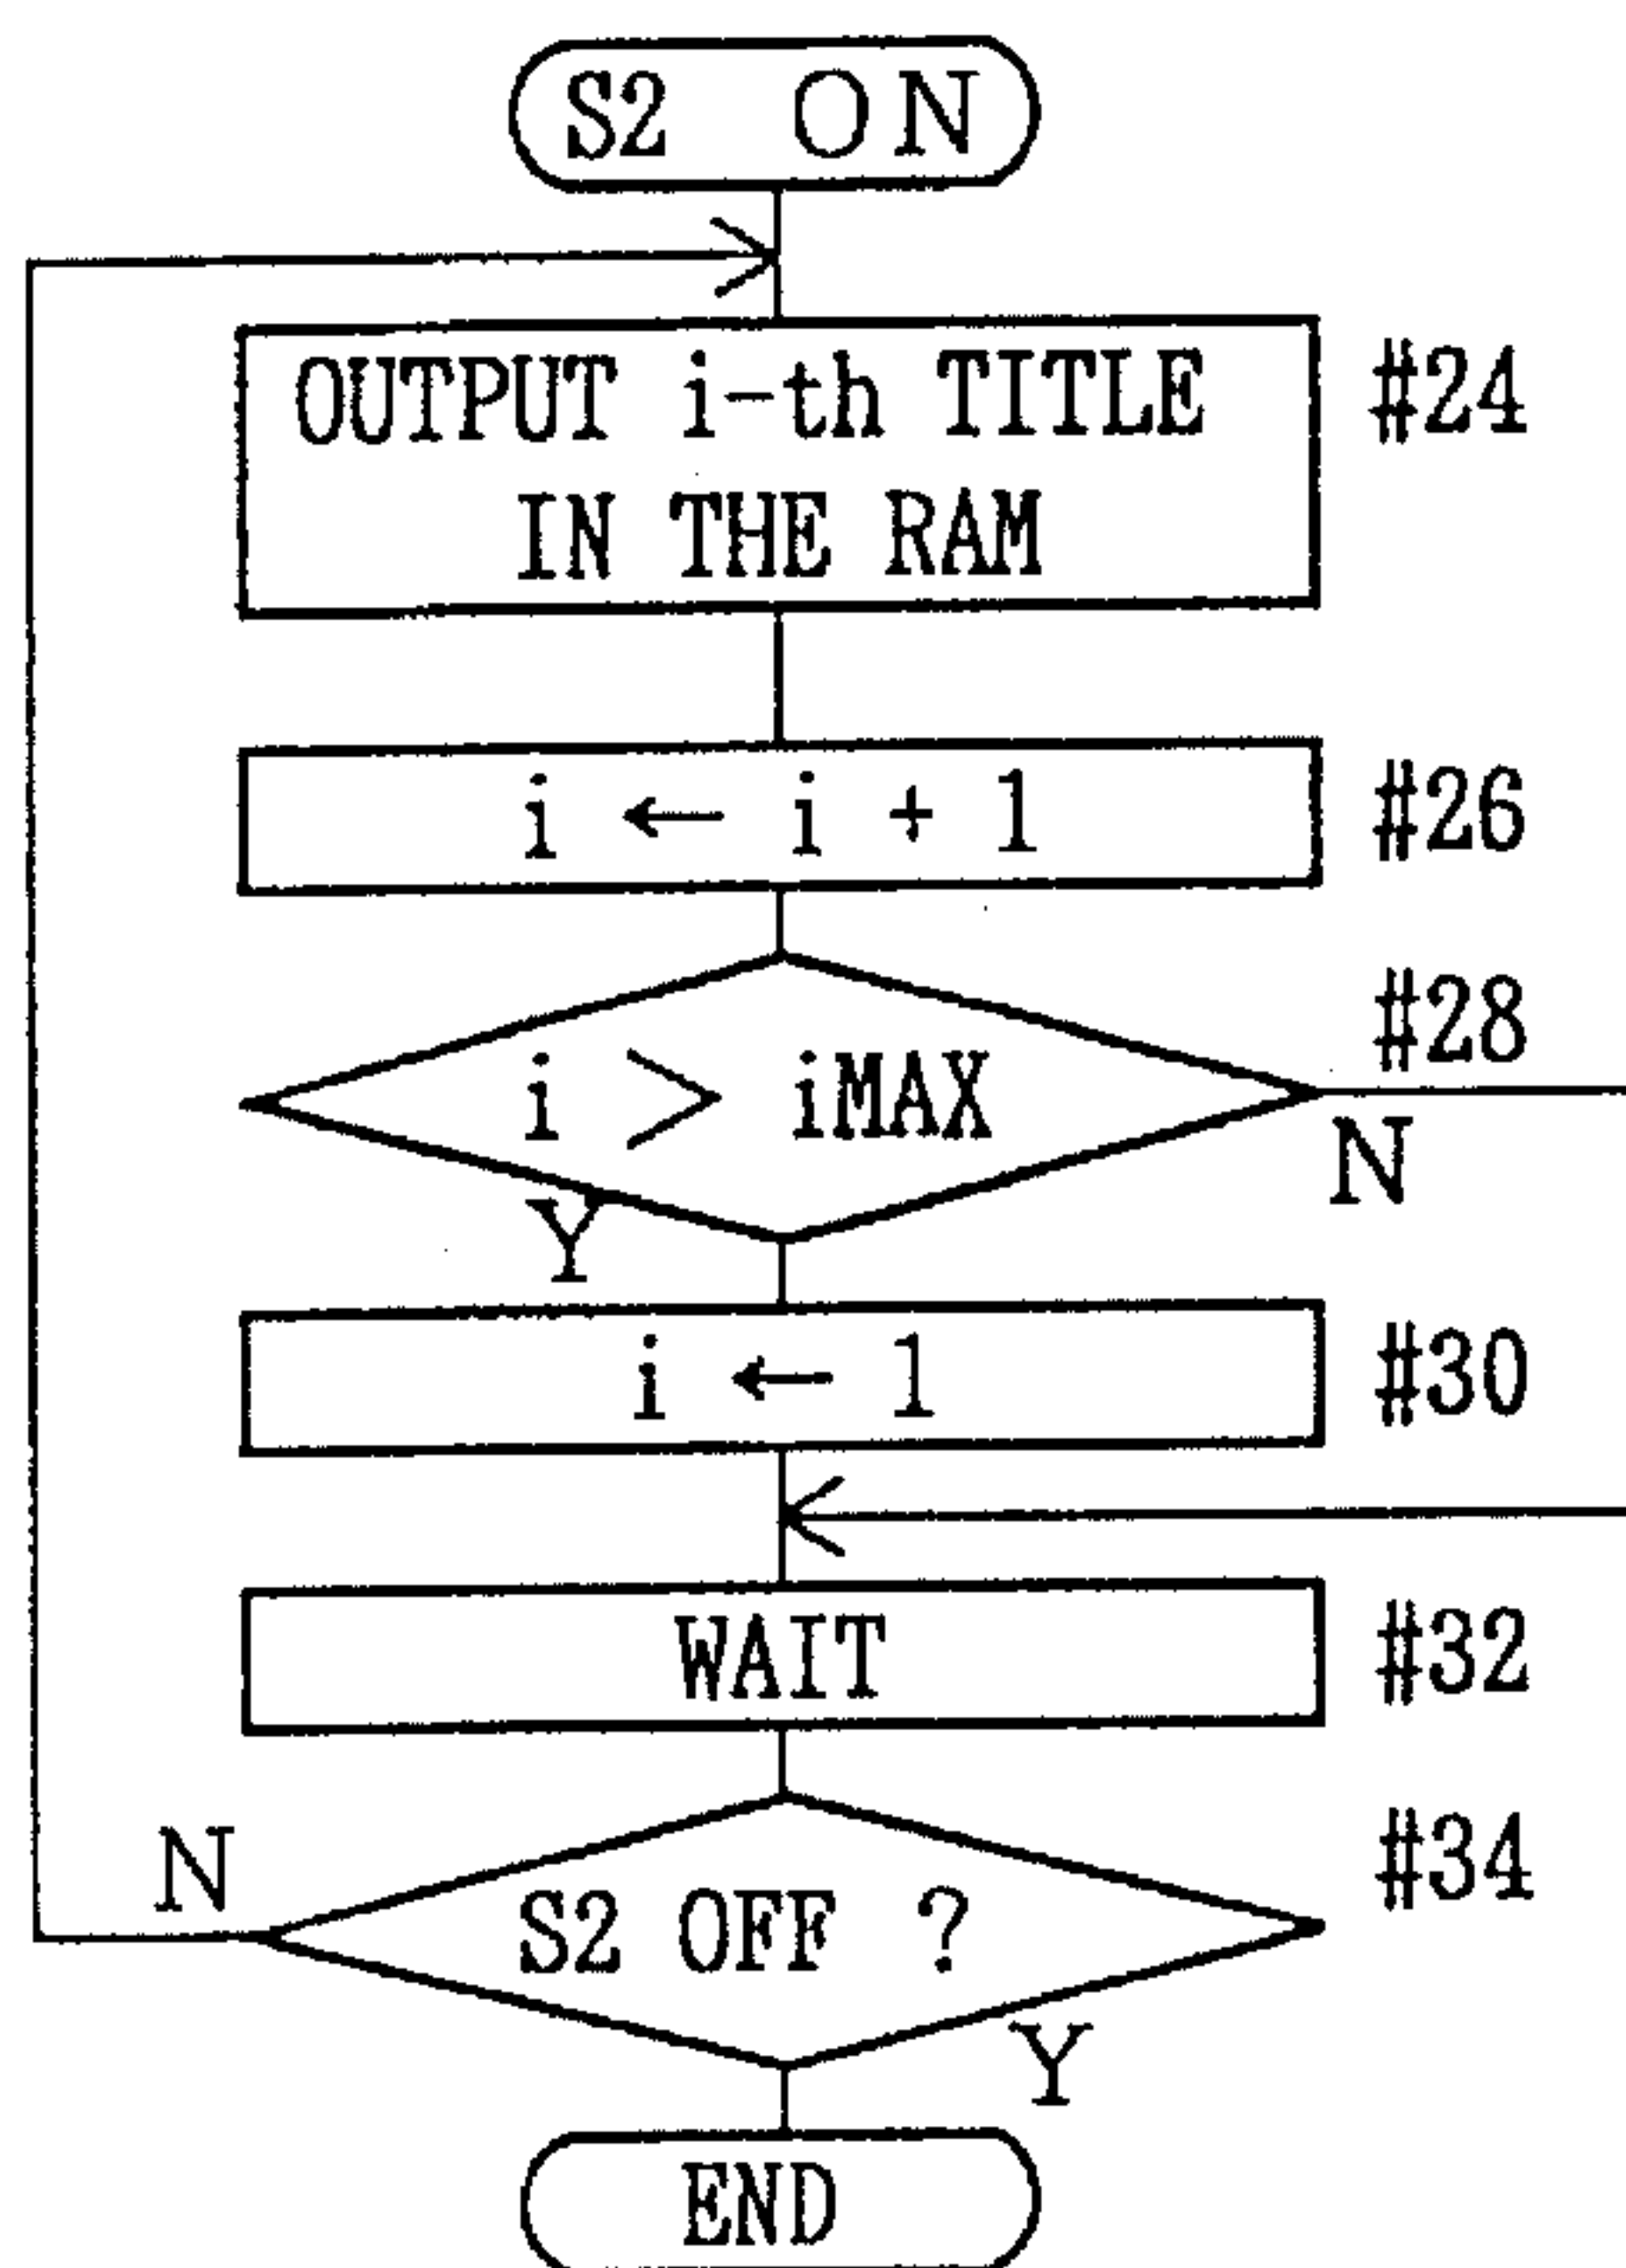 S2 ON
OUTPUT i-th TITLE
IN THE RAM
#24
i ← i + 1
#26
#28
i > iMAX
N
Y
i ← 1
#30
WAIT
#32
#34
N
S2 OFF ?
Y
END